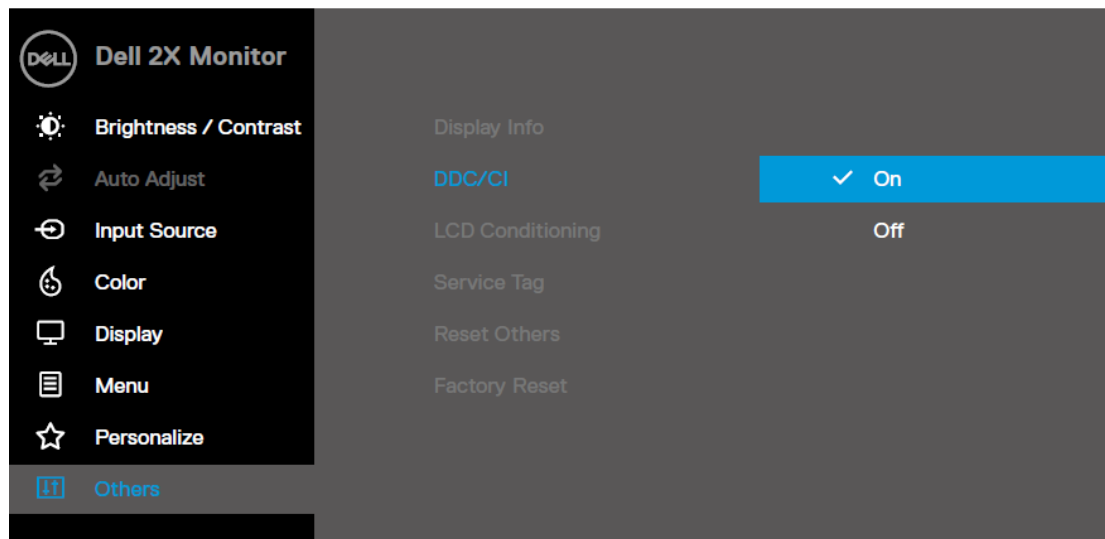 DELL Dell 2X Monitor
Brightness / Contrast
Auto Adjust
Input Source
Color
Display
Menu
Personalize
Others
Display Info
DDC/CI
LCD Conditioning
Service Tag
Reset Others
Factory Reset
On
Off